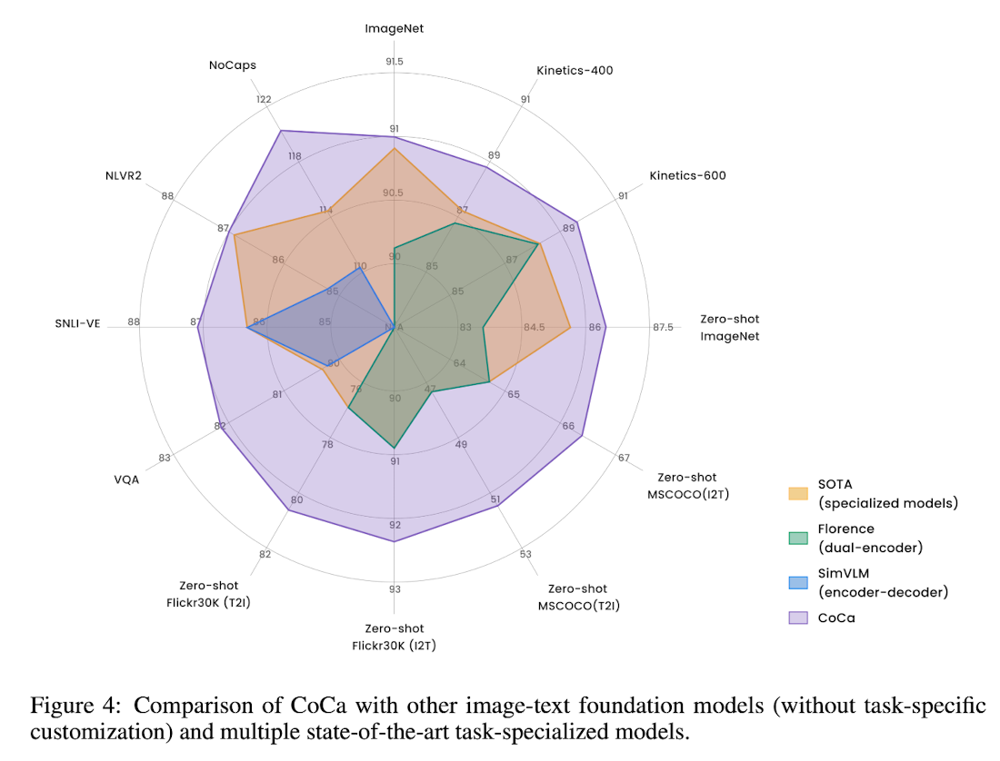 ImageNet
91.5
NoCaps
Kinetics-400
122
91
91
118
89
NLVR2
Kinetics-600
88
90.5
91
114
87
87
89
86
90
87
110
85
85
85
SNLI-VE
88
87
86
85
N/A
83
84.5
86
87.5
Zero-shot
ImageNet
80
64
81
76
90
47
65
82
66
VQA
83
78
91
49
67
Zero-shot
MSCOCO(I2T)
80
92
51
82
53
Zero-shot
Flickr30K (T2I)
93
Zero-shot
MSCOCO(T2I)
Zero-shot
Flickr30K (I2T)
SOTA
(specialized models)
Florence
(dual-encoder)
SimVLM
(encoder-decoder)
CoCa
Figure 4: Comparison of CoCa with other image-text foundation models (without task-specific
customization) and multiple state-of-the-art task-specialized models.